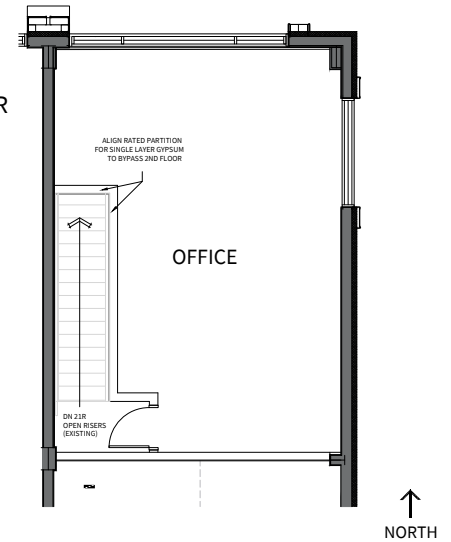 R
ALIGN RATED PARTITION
FOR SINGLE LAYER GYPSUM
TO BYPASS 2ND FLOOR
OFFICE
DN 21R
OPEN RISERS
(EXISTING)
NORTH